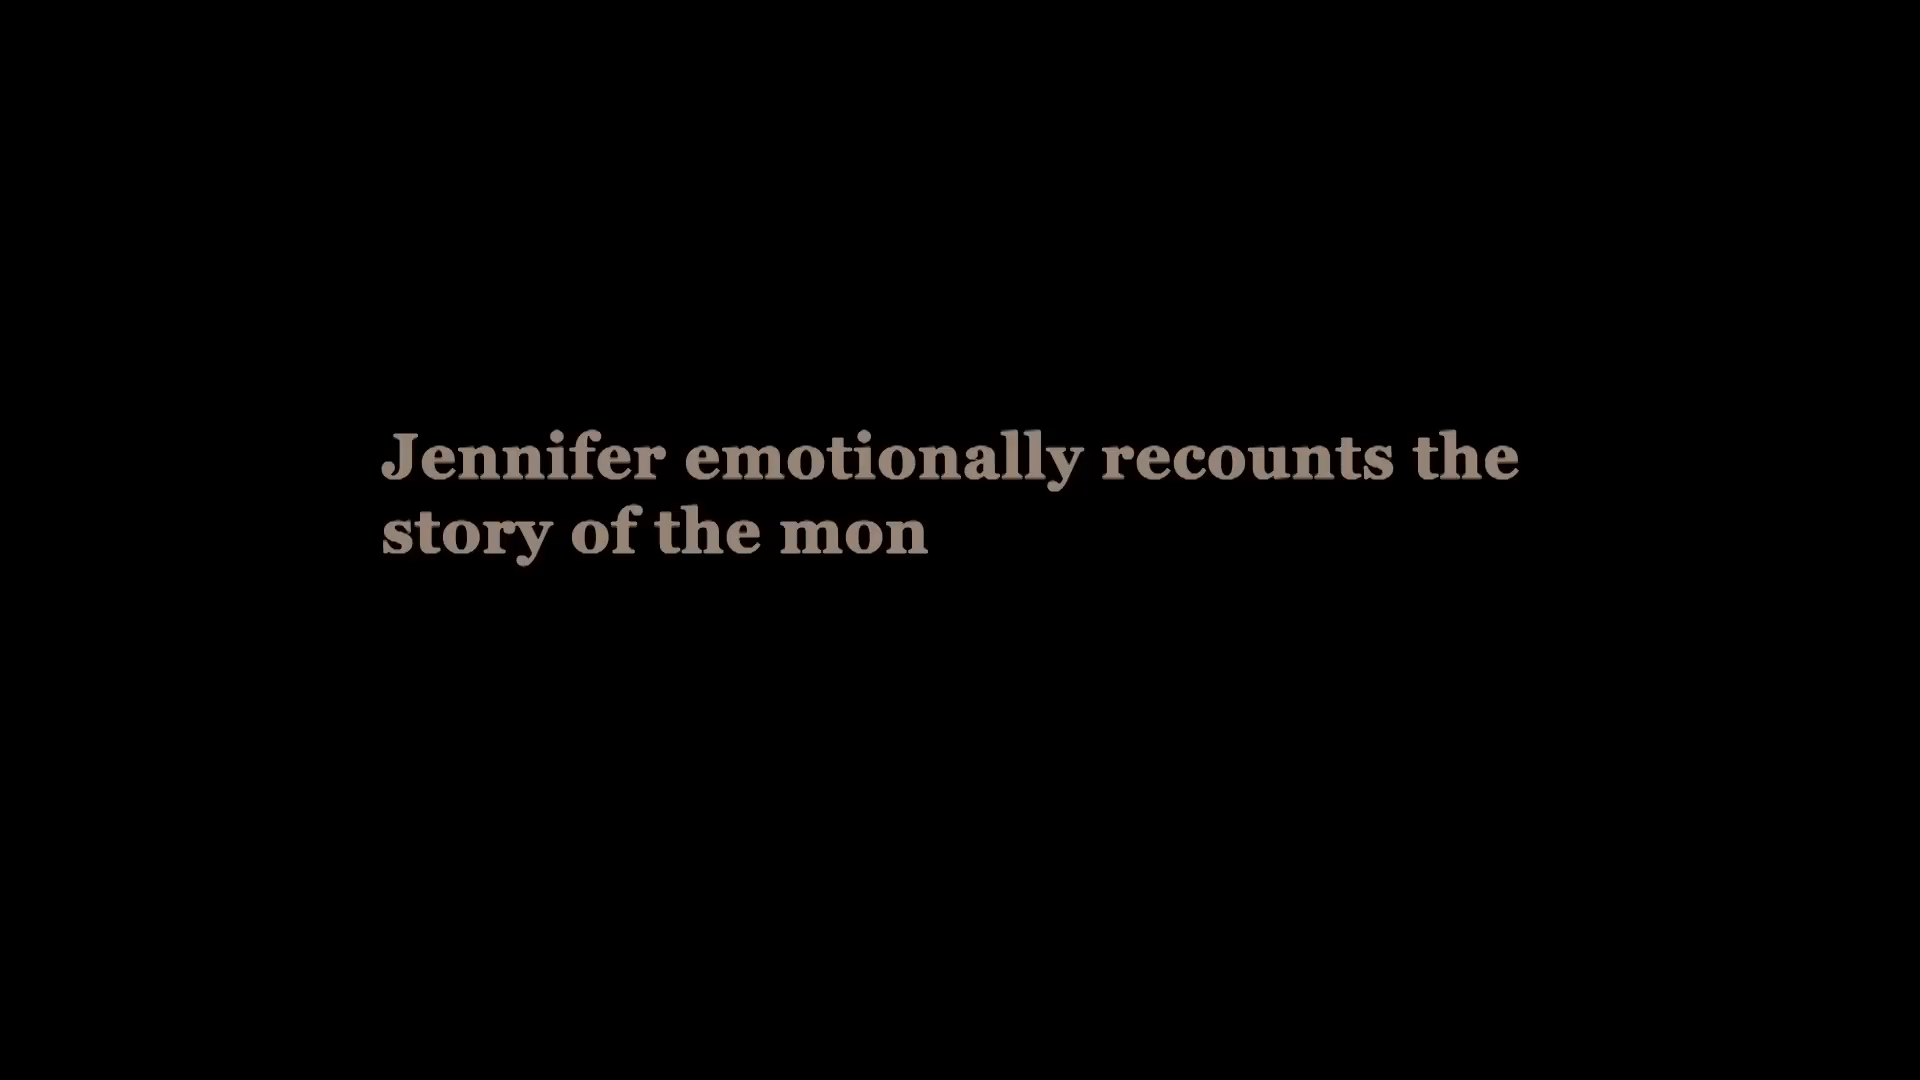 Jennifer emotionally recounts the
story of the mon